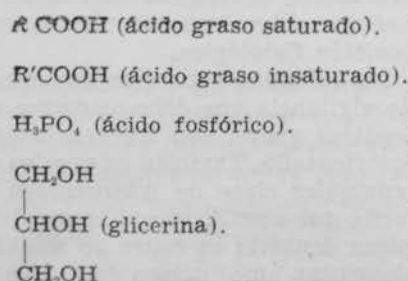 R COOH (ácido graso saturado).
R'COOH (ácido graso insaturado).
H₃PO₄ (ácido fosfórico).
CH₂OH
|
CHOH (glicerina).
|
CH₂OH